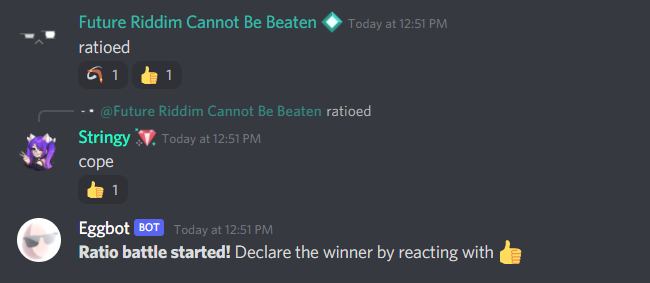 Future Riddim Cannot Be Beaten Today at 12:51 PM
ratioed
1 1
@Future Riddim Cannot Be Beaten ratioed
Stringy Today at 12:51 PM
cope
1
Eggbot BOT Today at 12:51 PM
Ratio battle started! Declare the winner by reacting with